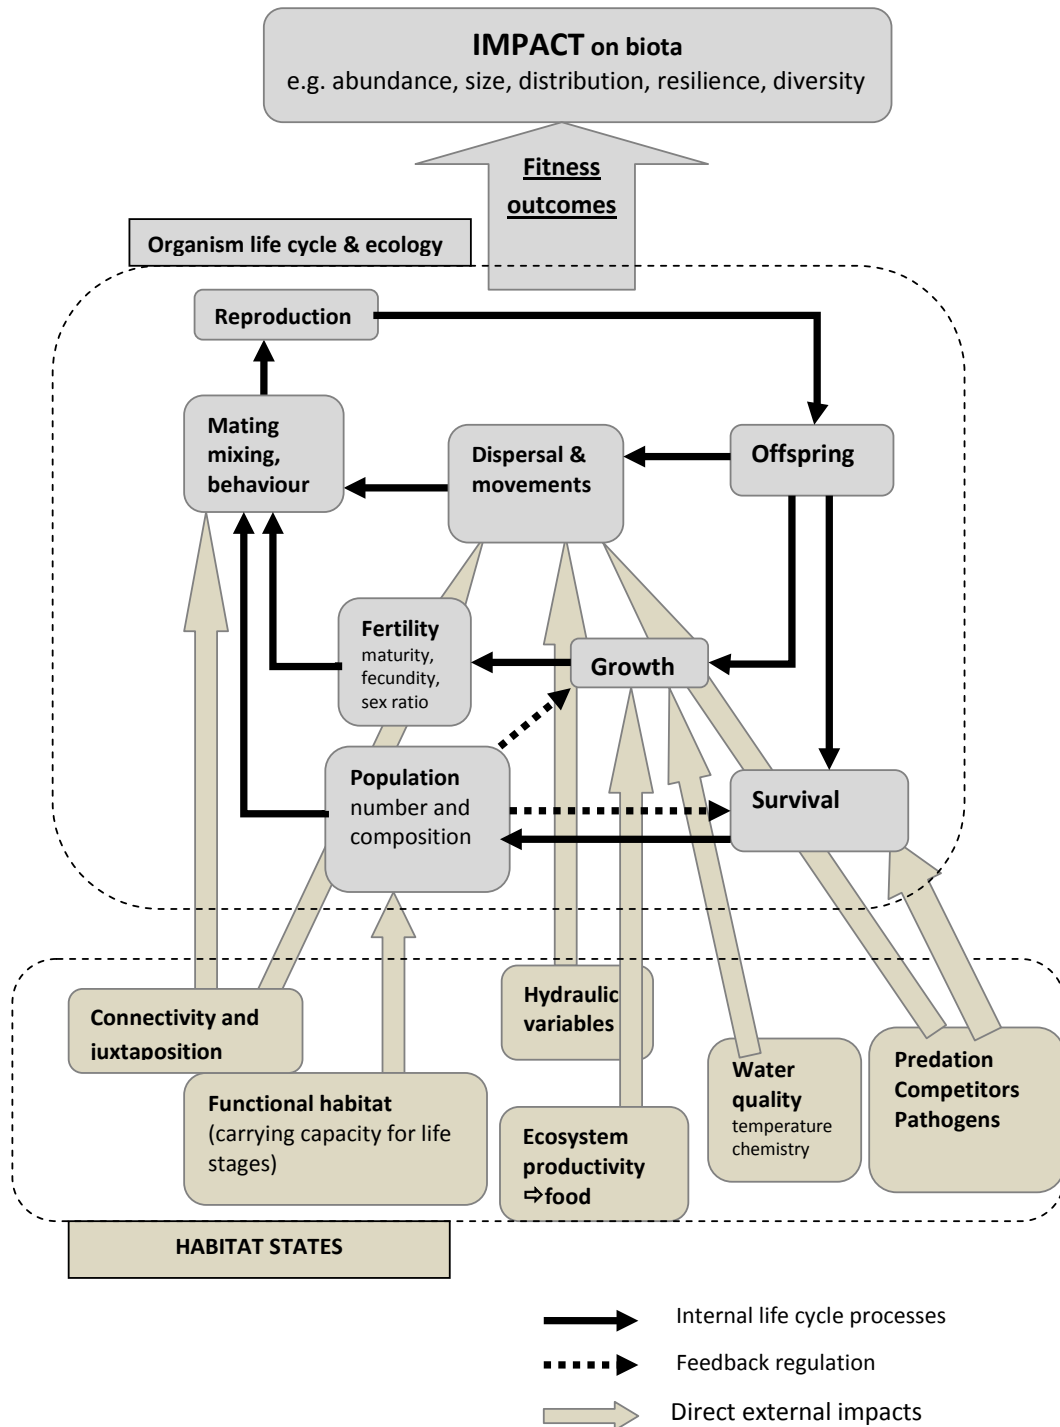 IMPACT on biota
e.g. abundance, size, distribution, resilience, diversity
Fitness
outcomes
Organism life cycle & ecology
Reproduction
Mating
mixing,
behaviour
Dispersal &
movements
Offspring
Fertility
maturity,
fecundity,
sex ratio
Growth
Population
number and
composition
Survival
Connectivity and
juxtaposition
Hydraulic
variables
Functional habitat
(carrying capacity for life
stages)
Ecosystem
productivity
⇨food
Water
quality
temperature
chemistry
Predation
Competitors
Pathogens
HABITAT STATES
Internal life cycle processes
Feedback regulation
Direct external impacts